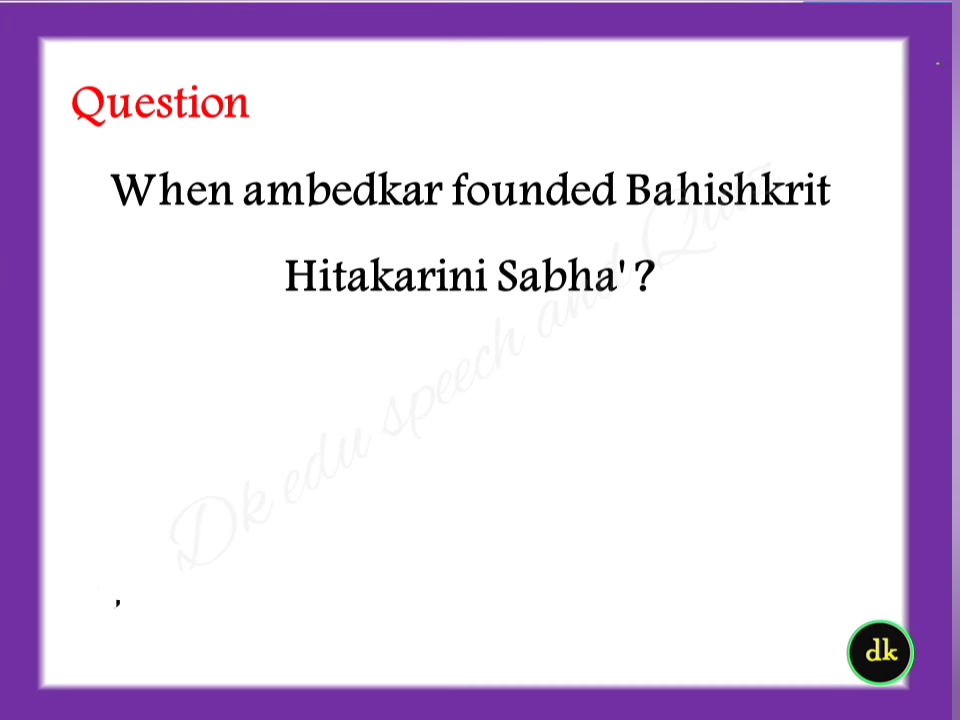 Question
When ambedkar founded Bahishkrit
Hitakarini Sabha' ?
Dk edu speech and Quiz
,
dk